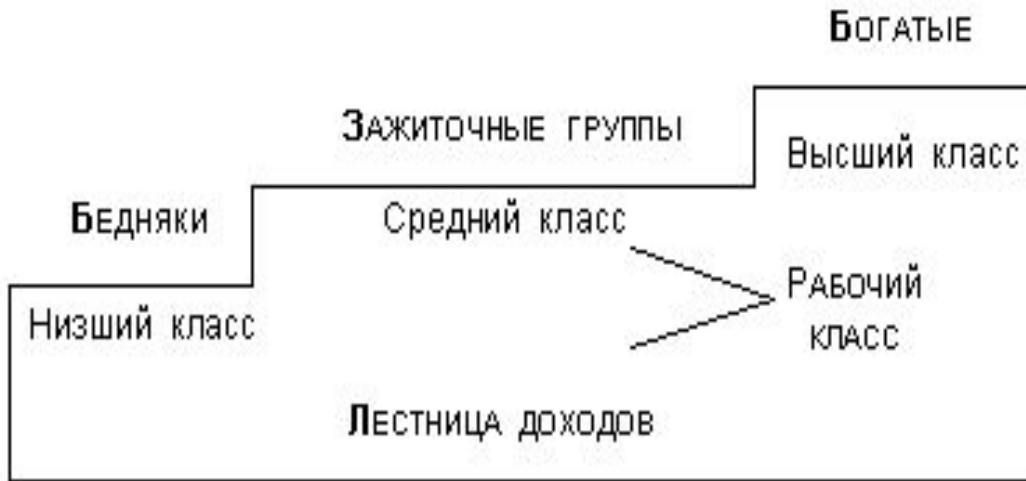 Богатые
Зажиточные группы
Высший класс
Бедняки
Средний класс
Рабочий
класс
Низший класс
Лестница доходов